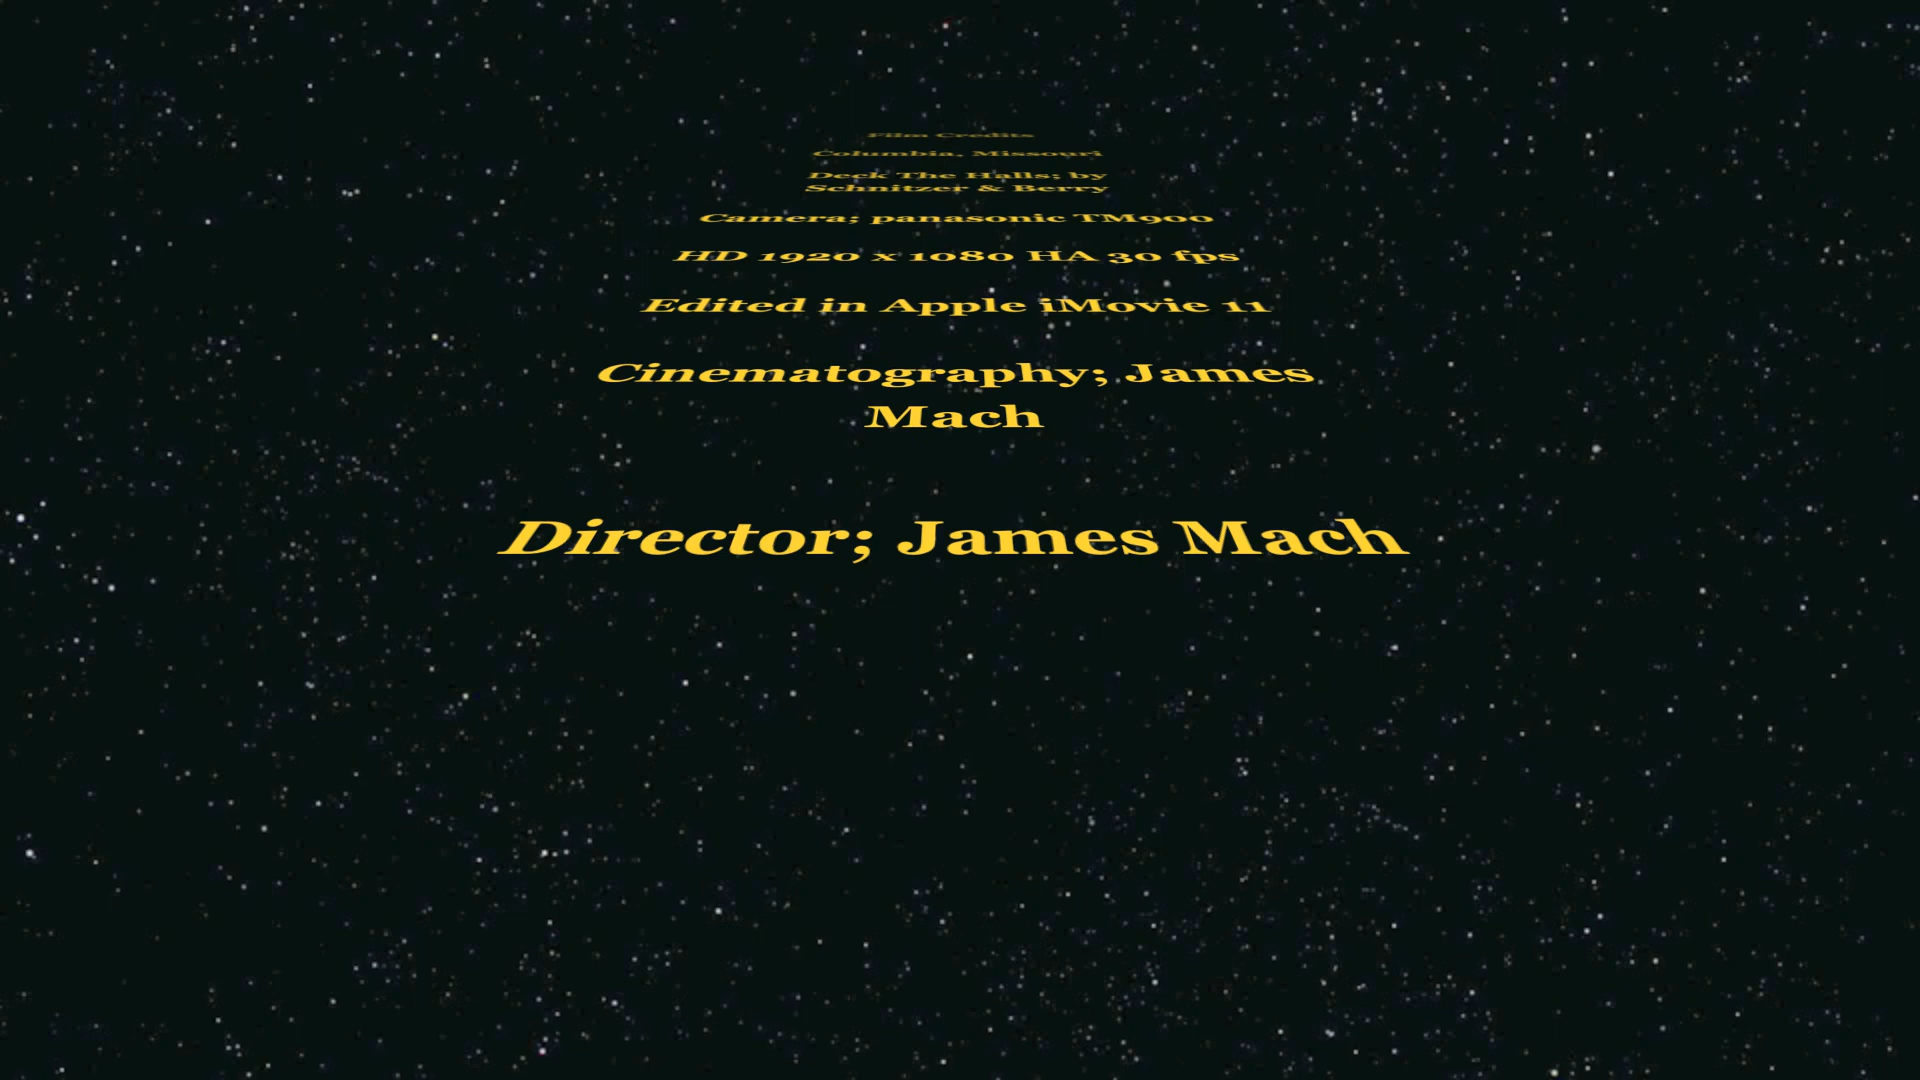 Film Credits
Columbia, Missouri
Deck The Halls; by
Schnitzer & Berry
Camera; panasonic TM900
HD 1920 x 1080 HA 30 fps
Edited in Apple iMovie 11
Cinematography; James
Mach
Director; James Mach